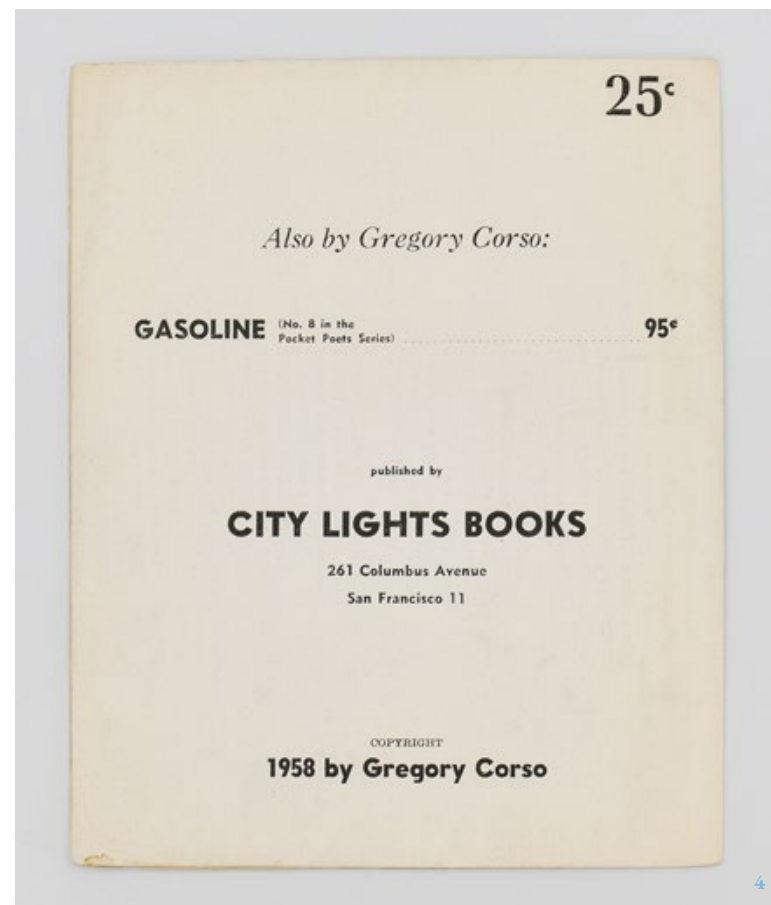 25c
Also by Gregory Corso:
GASOLINE (No. 8 in the
Pocket Poets Series) ........................................ 95¢
published by
CITY LIGHTS BOOKS
261 Columbus Avenue
San Francisco 11
COPYRIGHT
1958 by Gregory Corso
4